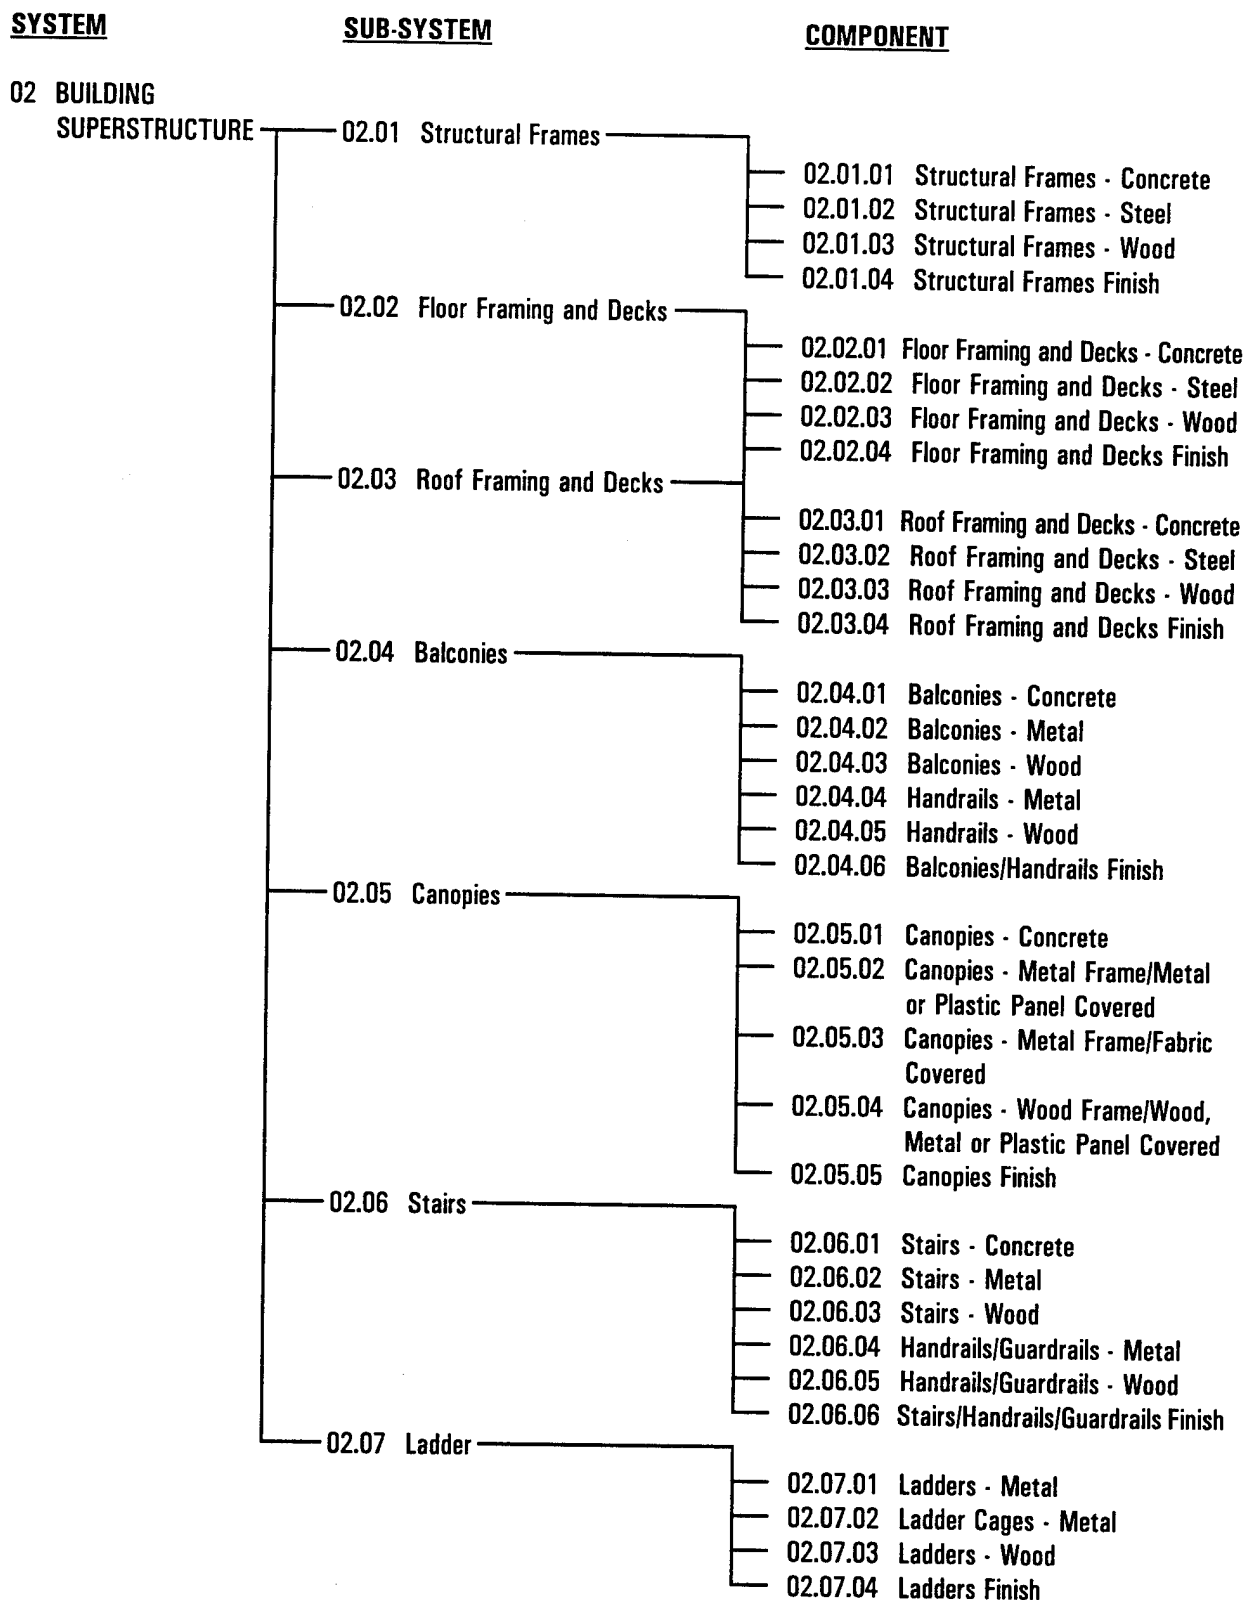 SYSTEM
SUB-SYSTEM
COMPONENT
02 BUILDING
SUPERSTRUCTURE
02.01 Structural Frames
02.01.01 Structural Frames - Concrete
02.01.02 Structural Frames - Steel
02.01.03 Structural Frames - Wood
02.01.04 Structural Frames Finish
02.02 Floor Framing and Decks
02.02.01 Floor Framing and Decks - Concrete
02.02.02 Floor Framing and Decks - Steel
02.02.03 Floor Framing and Decks - Wood
02.02.04 Floor Framing and Decks Finish
02.03 Roof Framing and Decks
02.03.01 Roof Framing and Decks - Concrete
02.03.02 Roof Framing and Decks - Steel
02.03.03 Roof Framing and Decks - Wood
02.03.04 Roof Framing and Decks Finish
02.04 Balconies
02.04.01 Balconies - Concrete
02.04.02 Balconies - Metal
02.04.03 Balconies - Wood
02.04.04 Handrails - Metal
02.04.05 Handrails - Wood
02.04.06 Balconies/Handrails Finish
02.05 Canopies
02.05.01 Canopies - Concrete
02.05.02 Canopies - Metal Frame/Metal
or Plastic Panel Covered
02.05.03 Canopies - Metal Frame/Fabric
Covered
02.05.04 Canopies - Wood Frame/Wood,
Metal or Plastic Panel Covered
02.05.05 Canopies Finish
02.06 Stairs
02.06.01 Stairs - Concrete
02.06.02 Stairs - Metal
02.06.03 Stairs - Wood
02.06.04 Handrails/Guardrails - Metal
02.06.05 Handrails/Guardrails - Wood
02.06.06 Stairs/Handrails/Guardrails Finish
02.07 Ladder
02.07.01 Ladders - Metal
02.07.02 Ladder Cages - Metal
02.07.03 Ladders - Wood
02.07.04 Ladders Finish